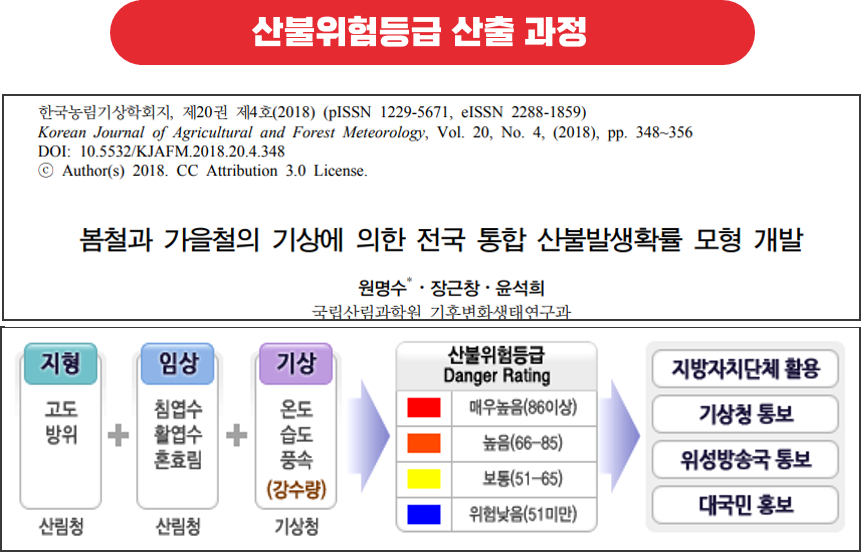 산불위험등급 산출 과정
한국농림기상학회지, 제20권 제4호(2018) (pISSN 1229-5671, eISSN 2288-1859)
Korean Journal of Agricultural and Forest Meteorology, Vol. 20, No. 4, (2018), pp. 348~356
DOI: 10.5532/KJAFM.2018.20.4.348
ⓒ Author(s) 2018. CC Attribution 3.0 License.
봄철과 가을철의 기상에 의한 전국 통합 산불발생확률 모형 개발
원명수* · 장근창 · 윤석희
국립산림과학원 기후변화생태연구과
지형
고도
방위
산림청
+
임상
침엽수
활엽수
혼효림
산림청
+
기상
온도
습도
풍속
(강수량)
기상청
산불위험등급
Danger Rating
매우높음(86이상)
높음(66-85)
보통(51-65)
위험낮음(51미만)
지방자치단체 활용
기상청 통보
위성방송국 통보
대국민 홍보